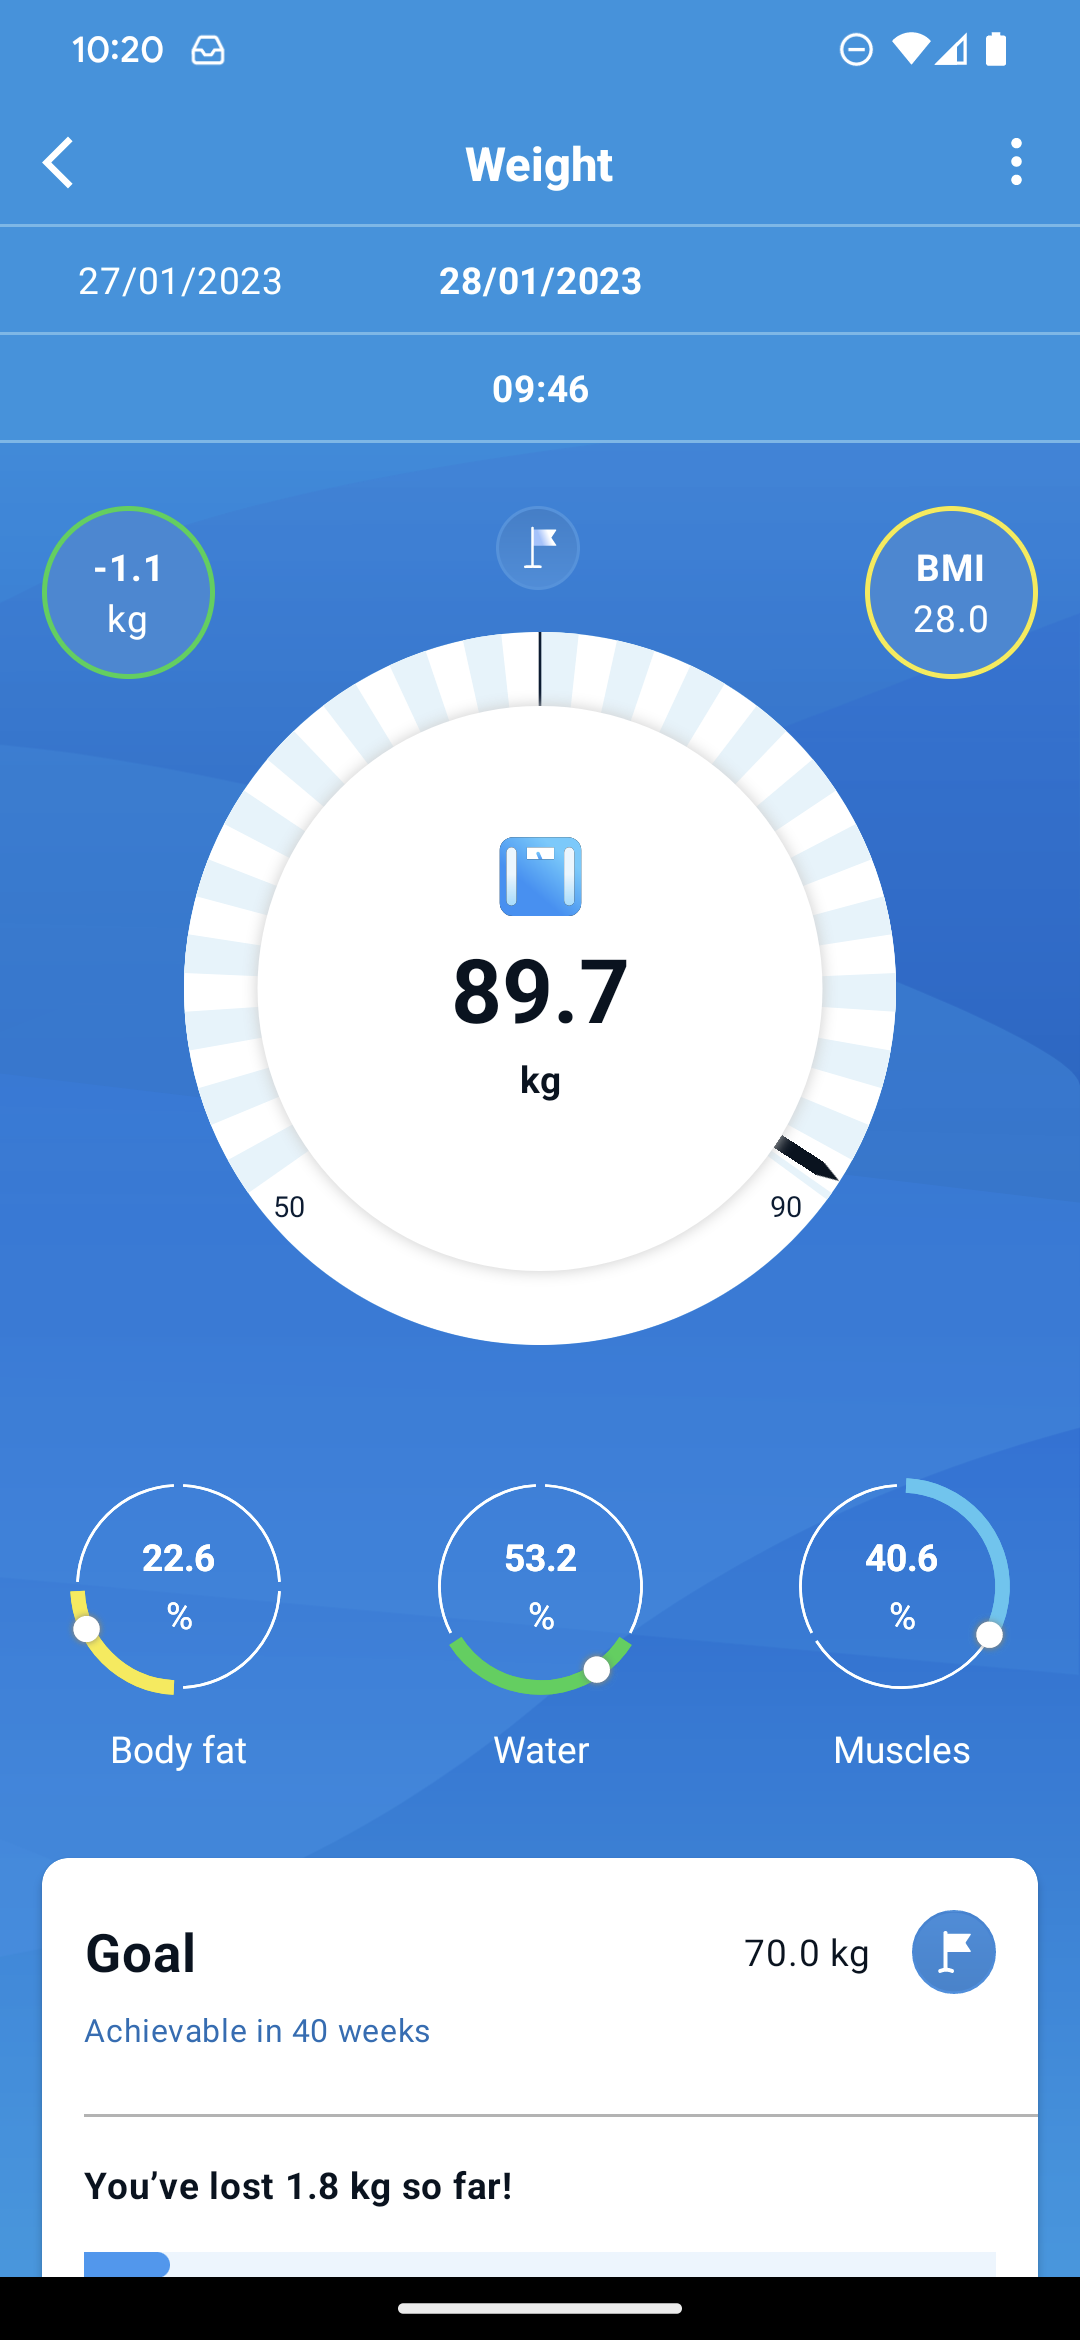 10:20
Weight
27/01/2023 28/01/2023
09:46
-1.1
kg
BMI
28.0
89.7
kg
50 90
22.6
%
Body fat
53.2
%
Water
40.6
%
Muscles
Goal 70.0 kg
Achievable in 40 weeks
You’ve lost 1.8 kg so far!